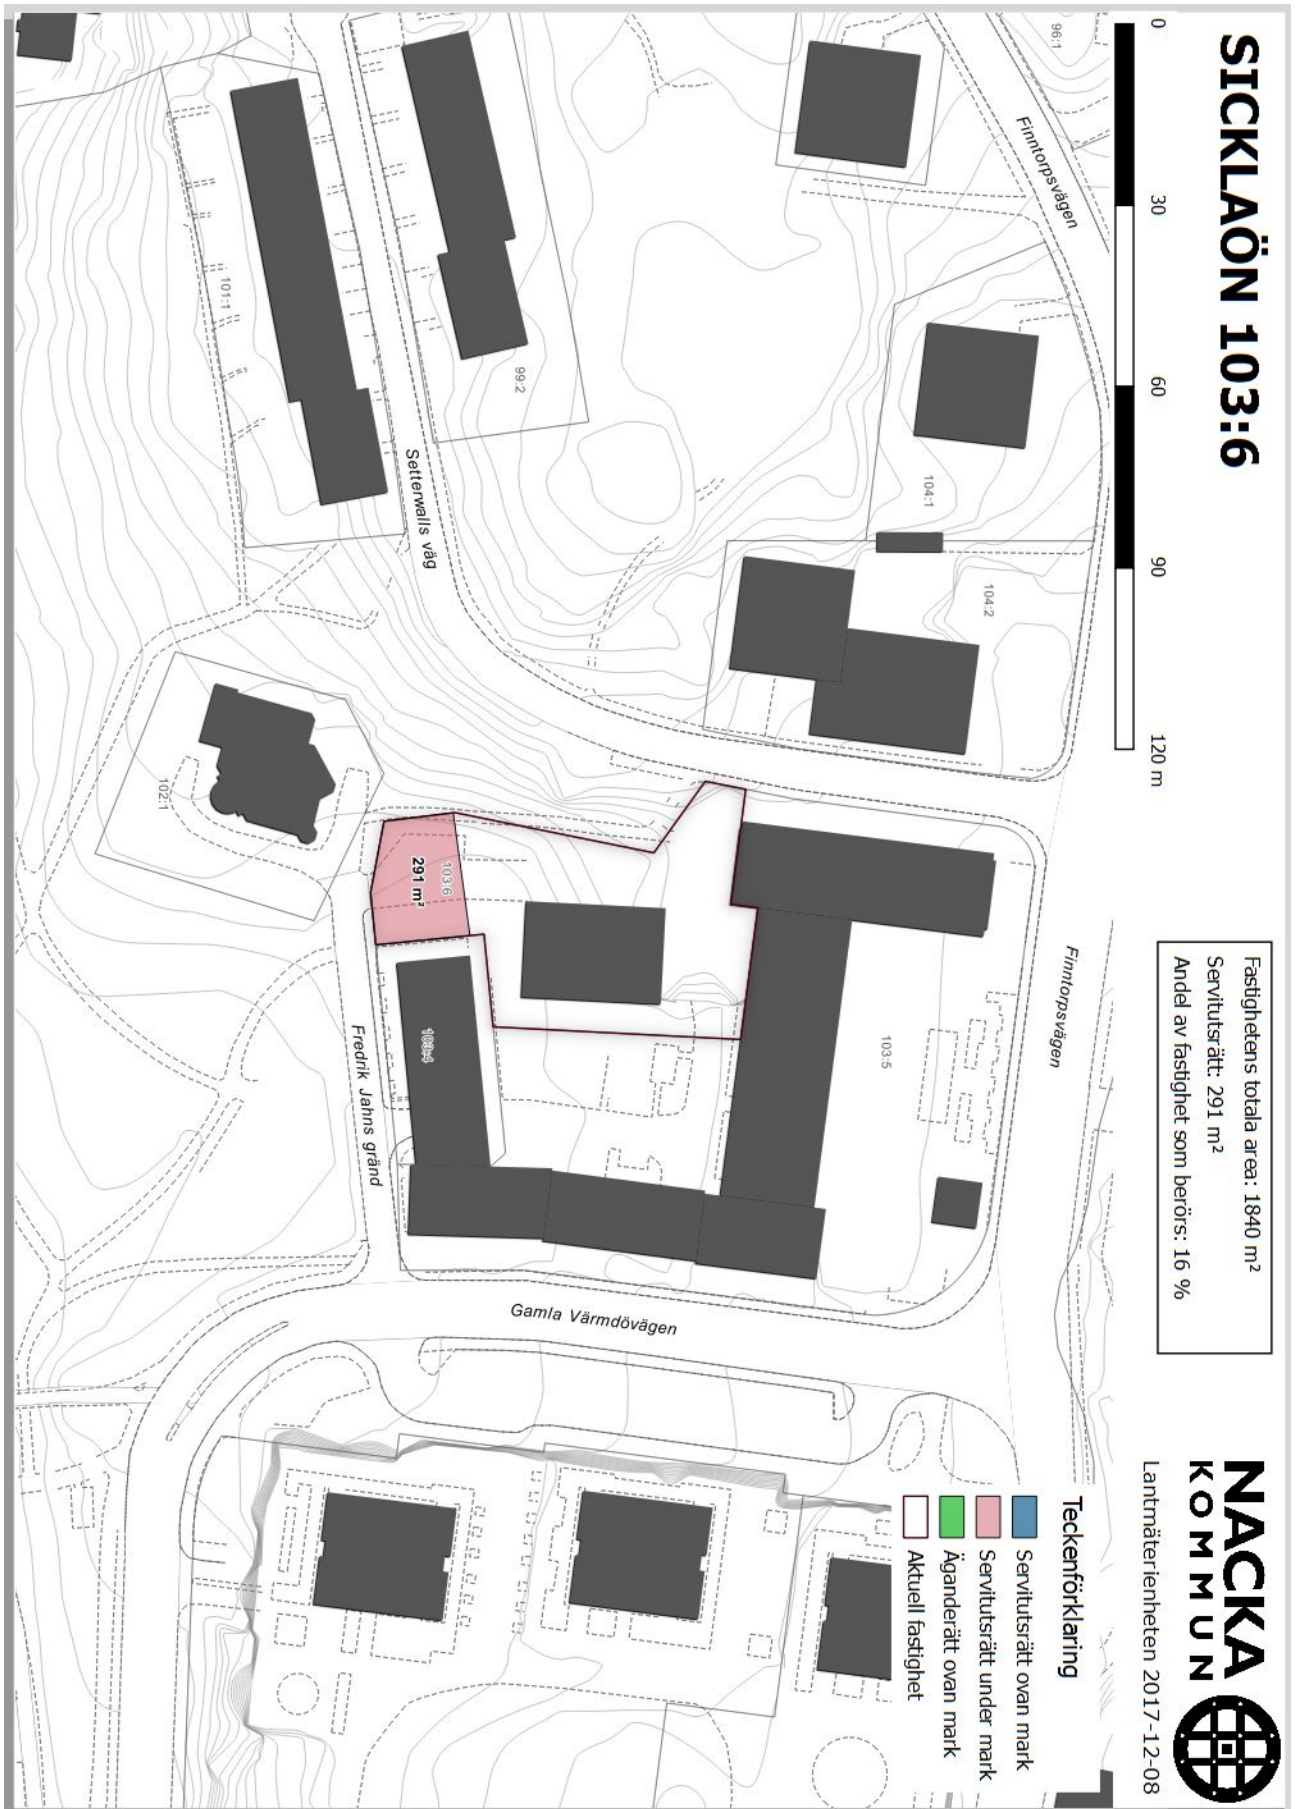 SICKLAÖN 103:6
0 30 60 90 120 m
Fastighetens totala area: 1840 m²
Servitutsrätt: 291 m²
Andel av fastighet som berörs: 16 %
NACKA
KOMMUN
Lantmäterienheten 2017-12-08
Teckenförklaring
Servitutsrätt ovan mark
Servitutsrätt under mark
Äganderätt ovan mark
Aktuell fastighet
96:1
Finntorpsvägen
104:1
104:2
Finntorpsvägen
103:5
99:2
Setterwalls väg
101:1
102:1
103:6
291 m²
103:4
Fredrik Jahns gränd
Gamla Värmdövägen